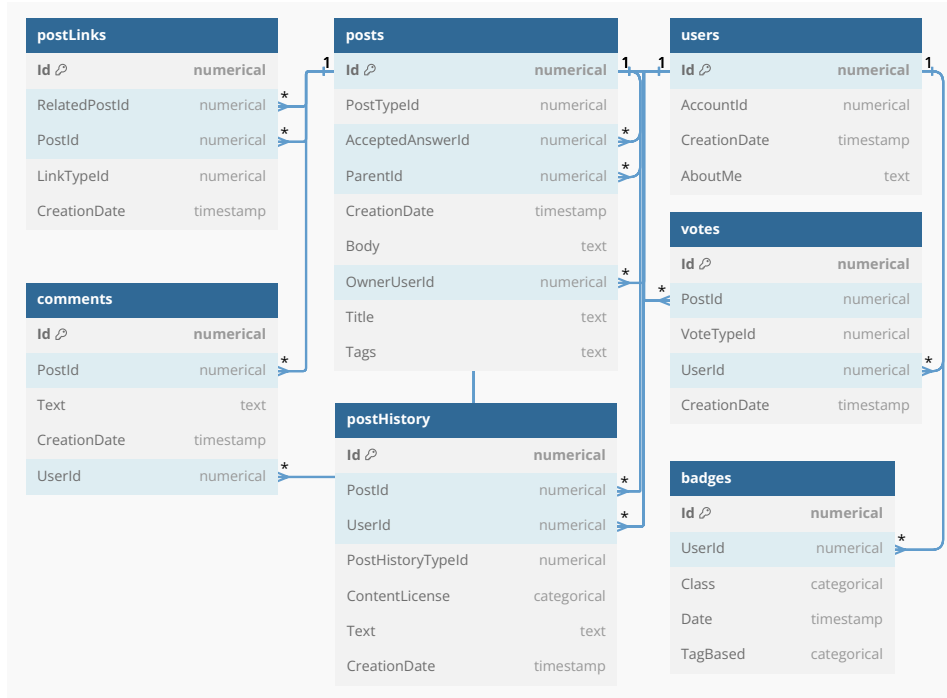 postLinks
Id numerical
RelatedPostId numerical
PostId numerical
LinkTypeId numerical
CreationDate timestamp
comments
Id numerical
PostId numerical
Text text
CreationDate timestamp
UserId numerical
posts
Id numerical
PostTypeId numerical
AcceptedAnswerId numerical
ParentId numerical
CreationDate timestamp
Body text
OwnerUserId numerical
Title text
Tags text
postHistory
Id numerical
PostId numerical
UserId numerical
PostHistoryTypeId numerical
ContentLicense categorical
Text text
CreationDate timestamp
users
Id numerical
AccountId numerical
CreationDate timestamp
AboutMe text
votes
Id numerical
PostId numerical
VoteTypeId numerical
UserId numerical
CreationDate timestamp
badges
Id numerical
UserId numerical
Class categorical
Date timestamp
TagBased categorical
1
1
1
1
*
*
*
*
*
*
*
*
*
*
*
*